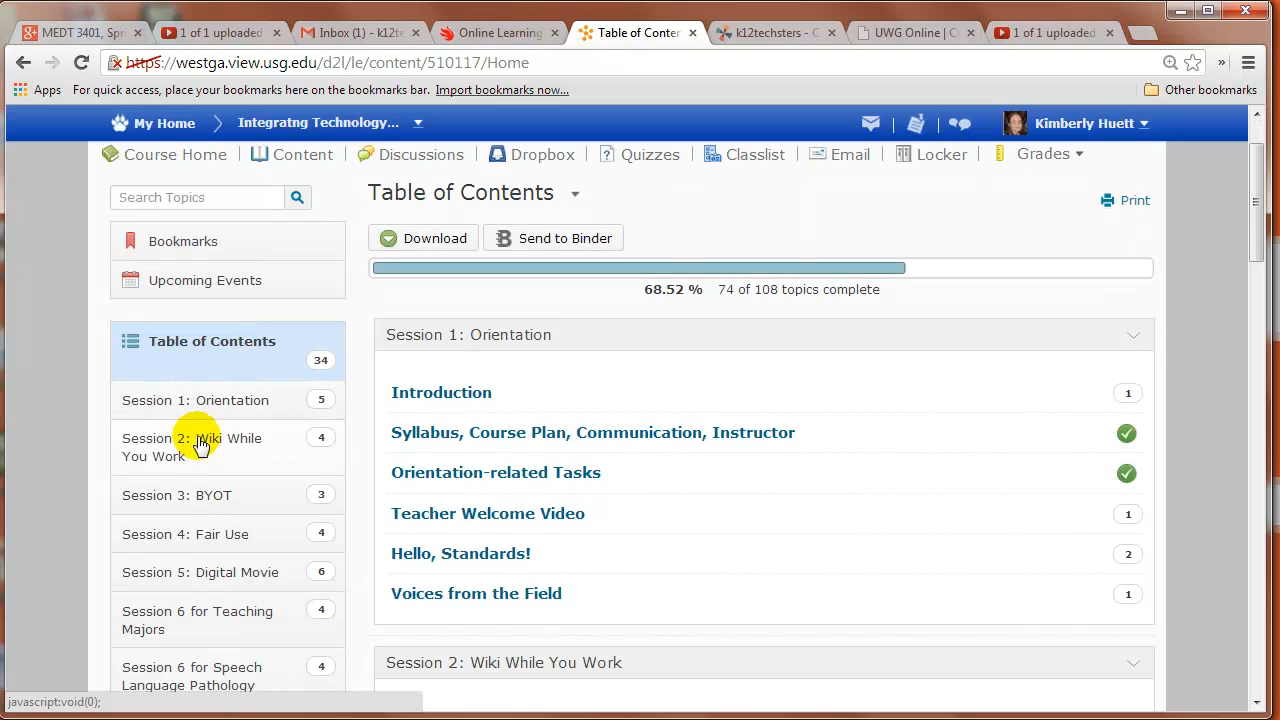 MEDT 3401, Spr
1 of 1 uploaded
Inbox (1) - k12te
Online Learning
Table of Conten
k12techsters - C
UWG Online | C
1 of 1 uploaded
https://westga.view.usg.edu/d2l/le/content/510117/Home
»
Apps For quick access, place your bookmarks here on the bookmarks bar. Import bookmarks now... Other bookmarks
My Home Integratng Technology... Kimberly Huett
Course Home Content Discussions Dropbox Quizzes Classlist Email Locker Grades
Search Topics
Bookmarks
Upcoming Events
Table of Contents
34
Session 1: Orientation 5
Session 2: Wiki While 4
You Work
Session 3: BYOT 3
Session 4: Fair Use 4
Session 5: Digital Movie 6
Session 6 for Teaching 4
Majors
Session 6 for Speech 4
Language Pathology
Table of Contents
Print
Download
Send to Binder
68.52 % 74 of 108 topics complete
Session 1: Orientation
Introduction 1
Syllabus, Course Plan, Communication, Instructor
Orientation-related Tasks
Teacher Welcome Video 1
Hello, Standards! 2
Voices from the Field 1
Session 2: Wiki While You Work
javascript:void(0);